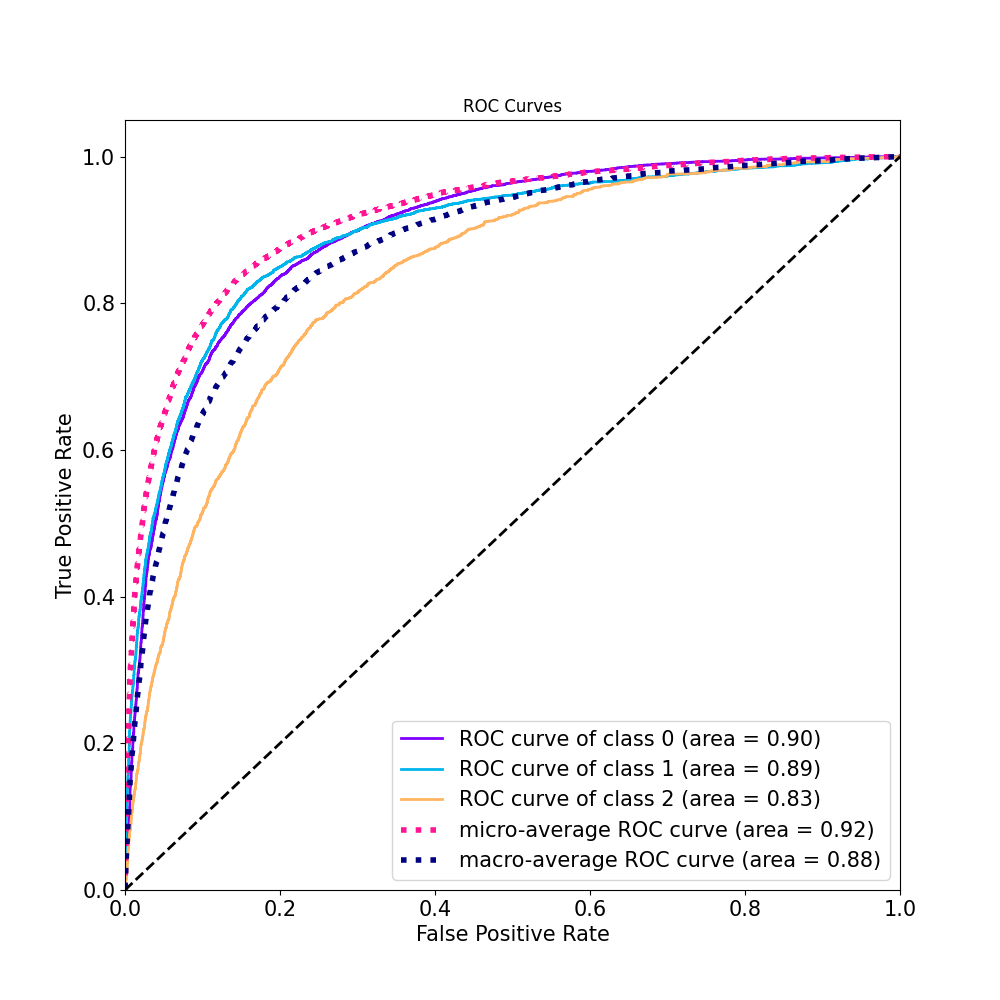 ROC Curves
1.0
0.8
0.6
0.4
0.2
0.0
True Positive Rate
ROC curve of class 0 (area = 0.90)
ROC curve of class 1 (area = 0.89)
ROC curve of class 2 (area = 0.83)
micro-average ROC curve (area = 0.92)
macro-average ROC curve (area = 0.88)
0.0 0.2 0.4 0.6 0.8 1.0
False Positive Rate